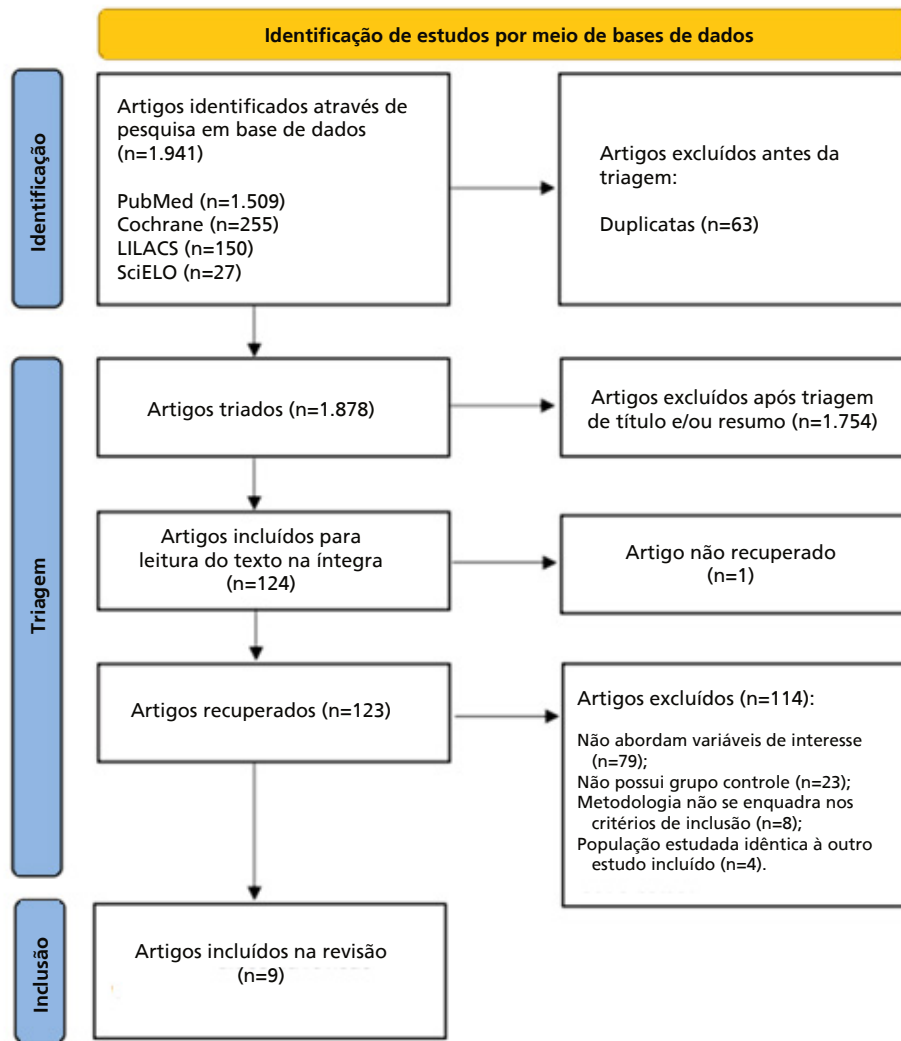 Identificação de estudos por meio de bases de dados
Identificação
Artigos identificados através de
pesquisa em base de dados
(n=1.941)
PubMed (n=1.509)
Cochrane (n=255)
LILACS (n=150)
SciELO (n=27)
Artigos excluídos antes da
triagem:
Duplicatas (n=63)
Triagem
Artigos triados (n=1.878)
Artigos excluídos após triagem
de título e/ou resumo (n=1.754)
Artigos incluídos para
leitura do texto na íntegra
(n=124)
Artigo não recuperado
(n=1)
Artigos recuperados (n=123)
Artigos excluídos (n=114):
Não abordam variáveis de interesse
(n=79);
Não possui grupo controle (n=23);
Metodologia não se enquadra nos
critérios de inclusão (n=8);
População estudada idêntica à outro
estudo incluído (n=4).
Inclusão
Artigos incluídos na revisão
(n=9)